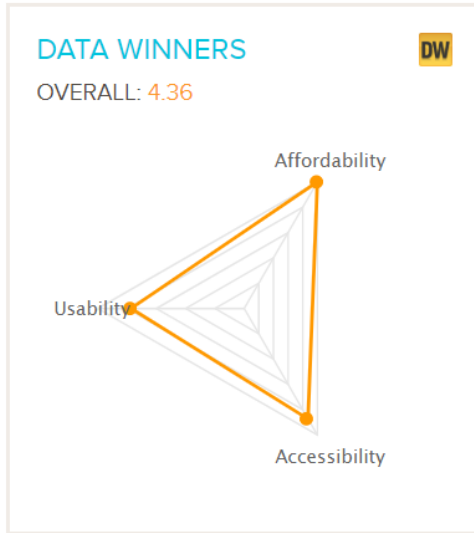 DATA WINNERS
DW
OVERALL: 4.36
Affordability
Usability
Accessibility